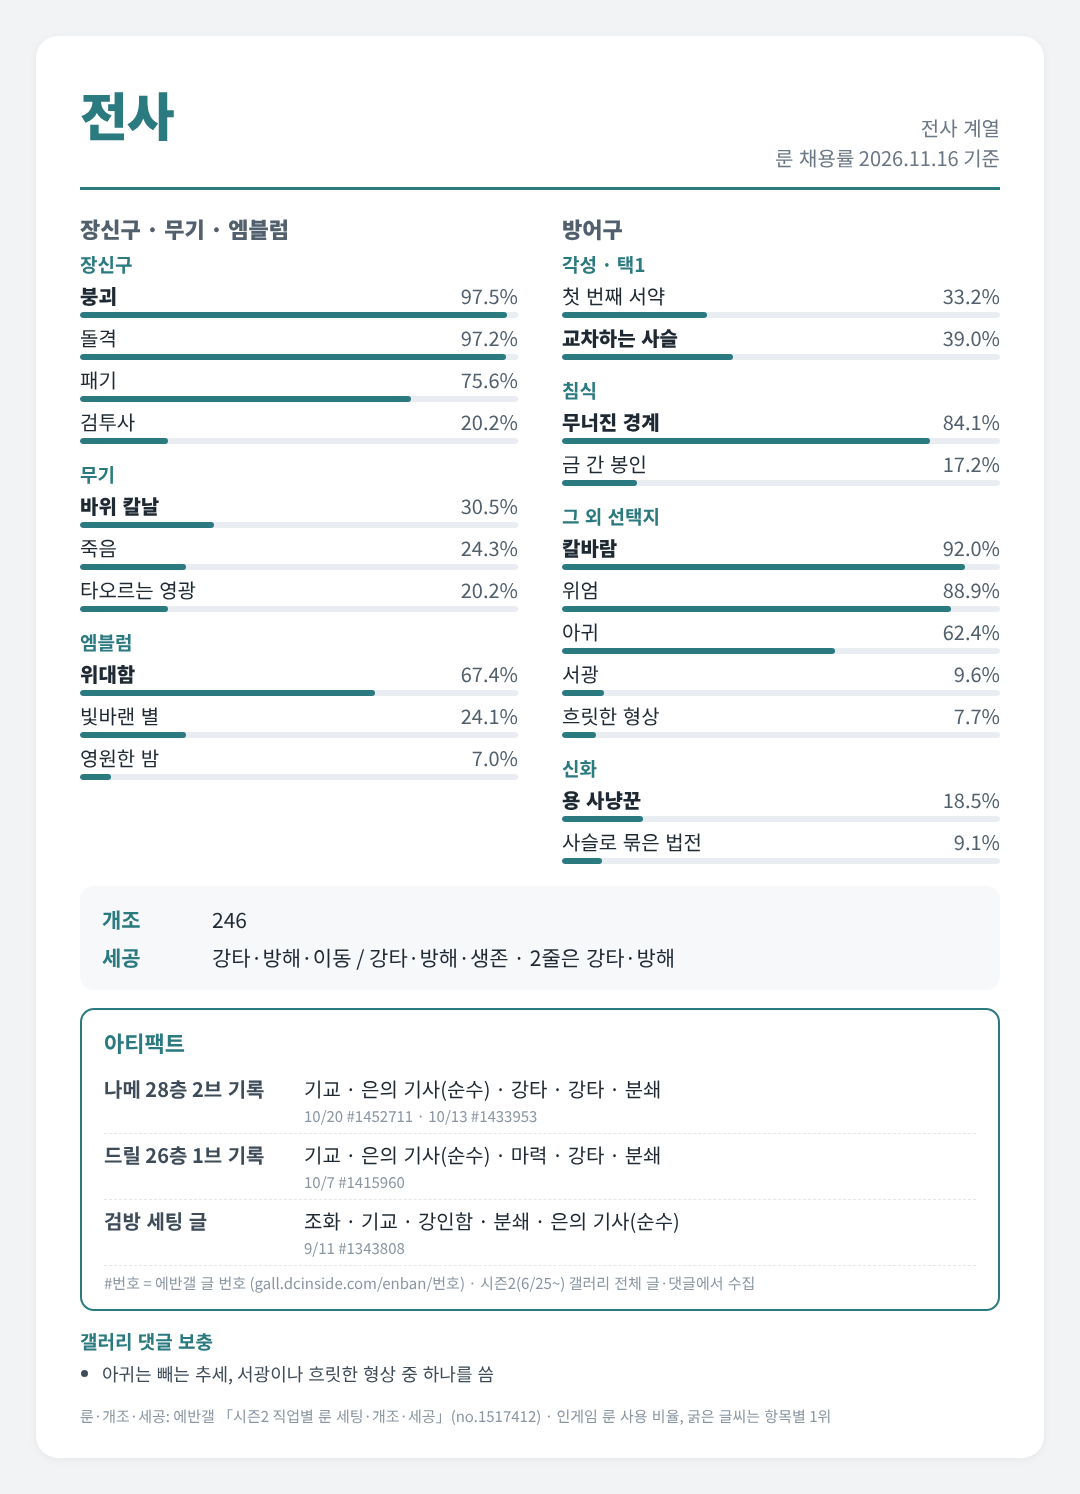 전사
전사 계열
룬 채용률 2026.11.16 기준
장신구 · 무기 · 엠블럼
장신구
붕괴 97.5%
돌격 97.2%
패기 75.6%
검투사 20.2%
무기
바위 칼날 30.5%
죽음 24.3%
타오르는 영광 20.2%
엠블럼
위대함 67.4%
빛바랜 별 24.1%
영원한 밤 7.0%
방어구
각성 · 택1
첫 번째 서약 33.2%
교차하는 사슬 39.0%
침식
무너진 경계 84.1%
금 간 봉인 17.2%
그 외 선택지
칼바람 92.0%
위엄 88.9%
아귀 62.4%
서광 9.6%
흐릿한 형상 7.7%
신화
용 사냥꾼 18.5%
사슬로 묶은 법전 9.1%
개조 246
세공 강타·방해·이동 / 강타·방해·생존 · 2줄은 강타·방해
아티팩트
나메 28층 2브 기록 기교 · 은의 기사(순수) · 강타 · 강타 · 분쇄
10/20 #1452711 · 10/13 #1433953
드릴 26층 1브 기록 기교 · 은의 기사(순수) · 마력 · 강타 · 분쇄
10/7 #1415960
검방 세팅 글 조화 · 기교 · 강인함 · 분쇄 · 은의 기사(순수)
9/11 #1343808
#번호 = 에반갤 글 번호 (gall.dcinside.com/enban/번호) · 시즌2(6/25~) 갤러리 전체 글·댓글에서 수집
갤러리 댓글 보충
• 아귀는 빼는 추세, 서광이나 흐릿한 형상 중 하나를 씀
룬·개조·세공: 에반갤 「시즌2 직업별 룬 세팅·개조·세공」(no.1517412) · 인게임 룬 사용 비율, 굵은 글씨는 항목별 1위